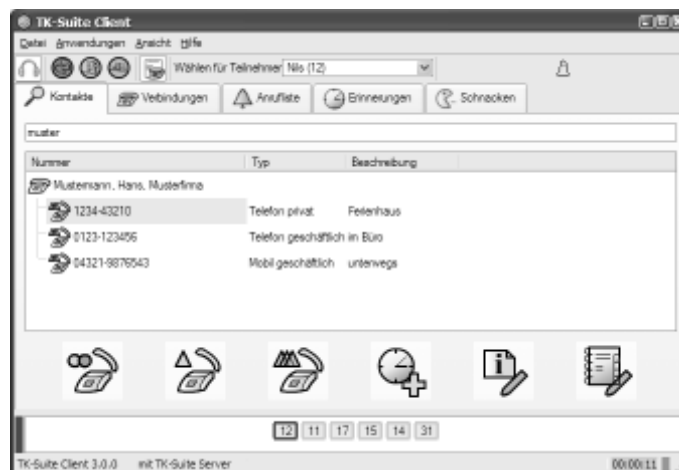 TK-Suite Client
Datei Anwendungen Ansicht Hilfe
Wählen für Teilnehmer Nils (12)
Kontakte Verbindungen Anrufliste Erinnerungen Schnacken
muster
Nummer Typ Beschreibung
Mustermann, Hans, Musterfirma
1234-43210 Telefon privat Ferienhaus
0123-123456 Telefon geschäftlich im Büro
04321-9876543 Mobil geschäftlich unterwegs
12 11 17 15 14 31
TK-Suite Client 3.0.0 mit TK-Suite Server 00:00:11